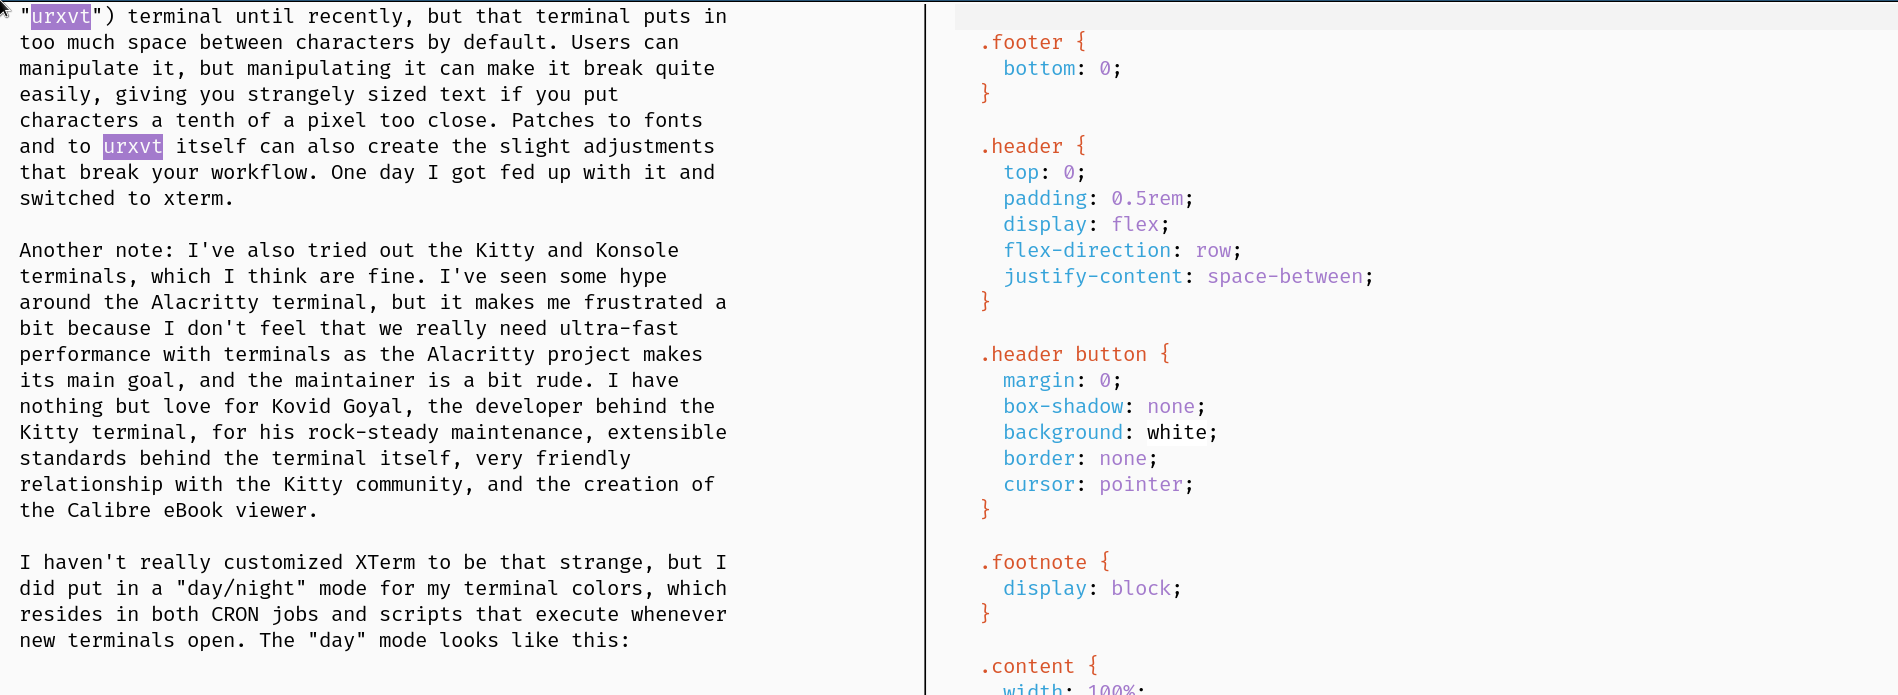 "urxvt") terminal until recently, but that terminal puts in
too much space between characters by default. Users can
manipulate it, but manipulating it can make it break quite
easily, giving you strangely sized text if you put
characters a tenth of a pixel too close. Patches to fonts
and to urxvt itself can also create the slight adjustments
that break your workflow. One day I got fed up with it and
switched to xterm.
Another note: I've also tried out the Kitty and Konsole
terminals, which I think are fine. I've seen some hype
around the Alacritty terminal, but it makes me frustrated a
bit because I don't feel that we really need ultra-fast
performance with terminals as the Alacritty project makes
its main goal, and the maintainer is a bit rude. I have
nothing but love for Kovid Goyal, the developer behind the
Kitty terminal, for his rock-steady maintenance, extensible
standards behind the terminal itself, very friendly
relationship with the Kitty community, and the creation of
the Calibre eBook viewer.
I haven't really customized XTerm to be that strange, but I
did put in a "day/night" mode for my terminal colors, which
resides in both CRON jobs and scripts that execute whenever
new terminals open. The "day" mode looks like this:
.footer {
  bottom: 0;
}
.header {
  top: 0;
  padding: 0.5rem;
  display: flex;
  flex-direction: row;
  justify-content: space-between;
}
.header button {
  margin: 0;
  box-shadow: none;
  background: white;
  border: none;
  cursor: pointer;
}
.footnote {
  display: block;
}
.content {
  width: 100%;